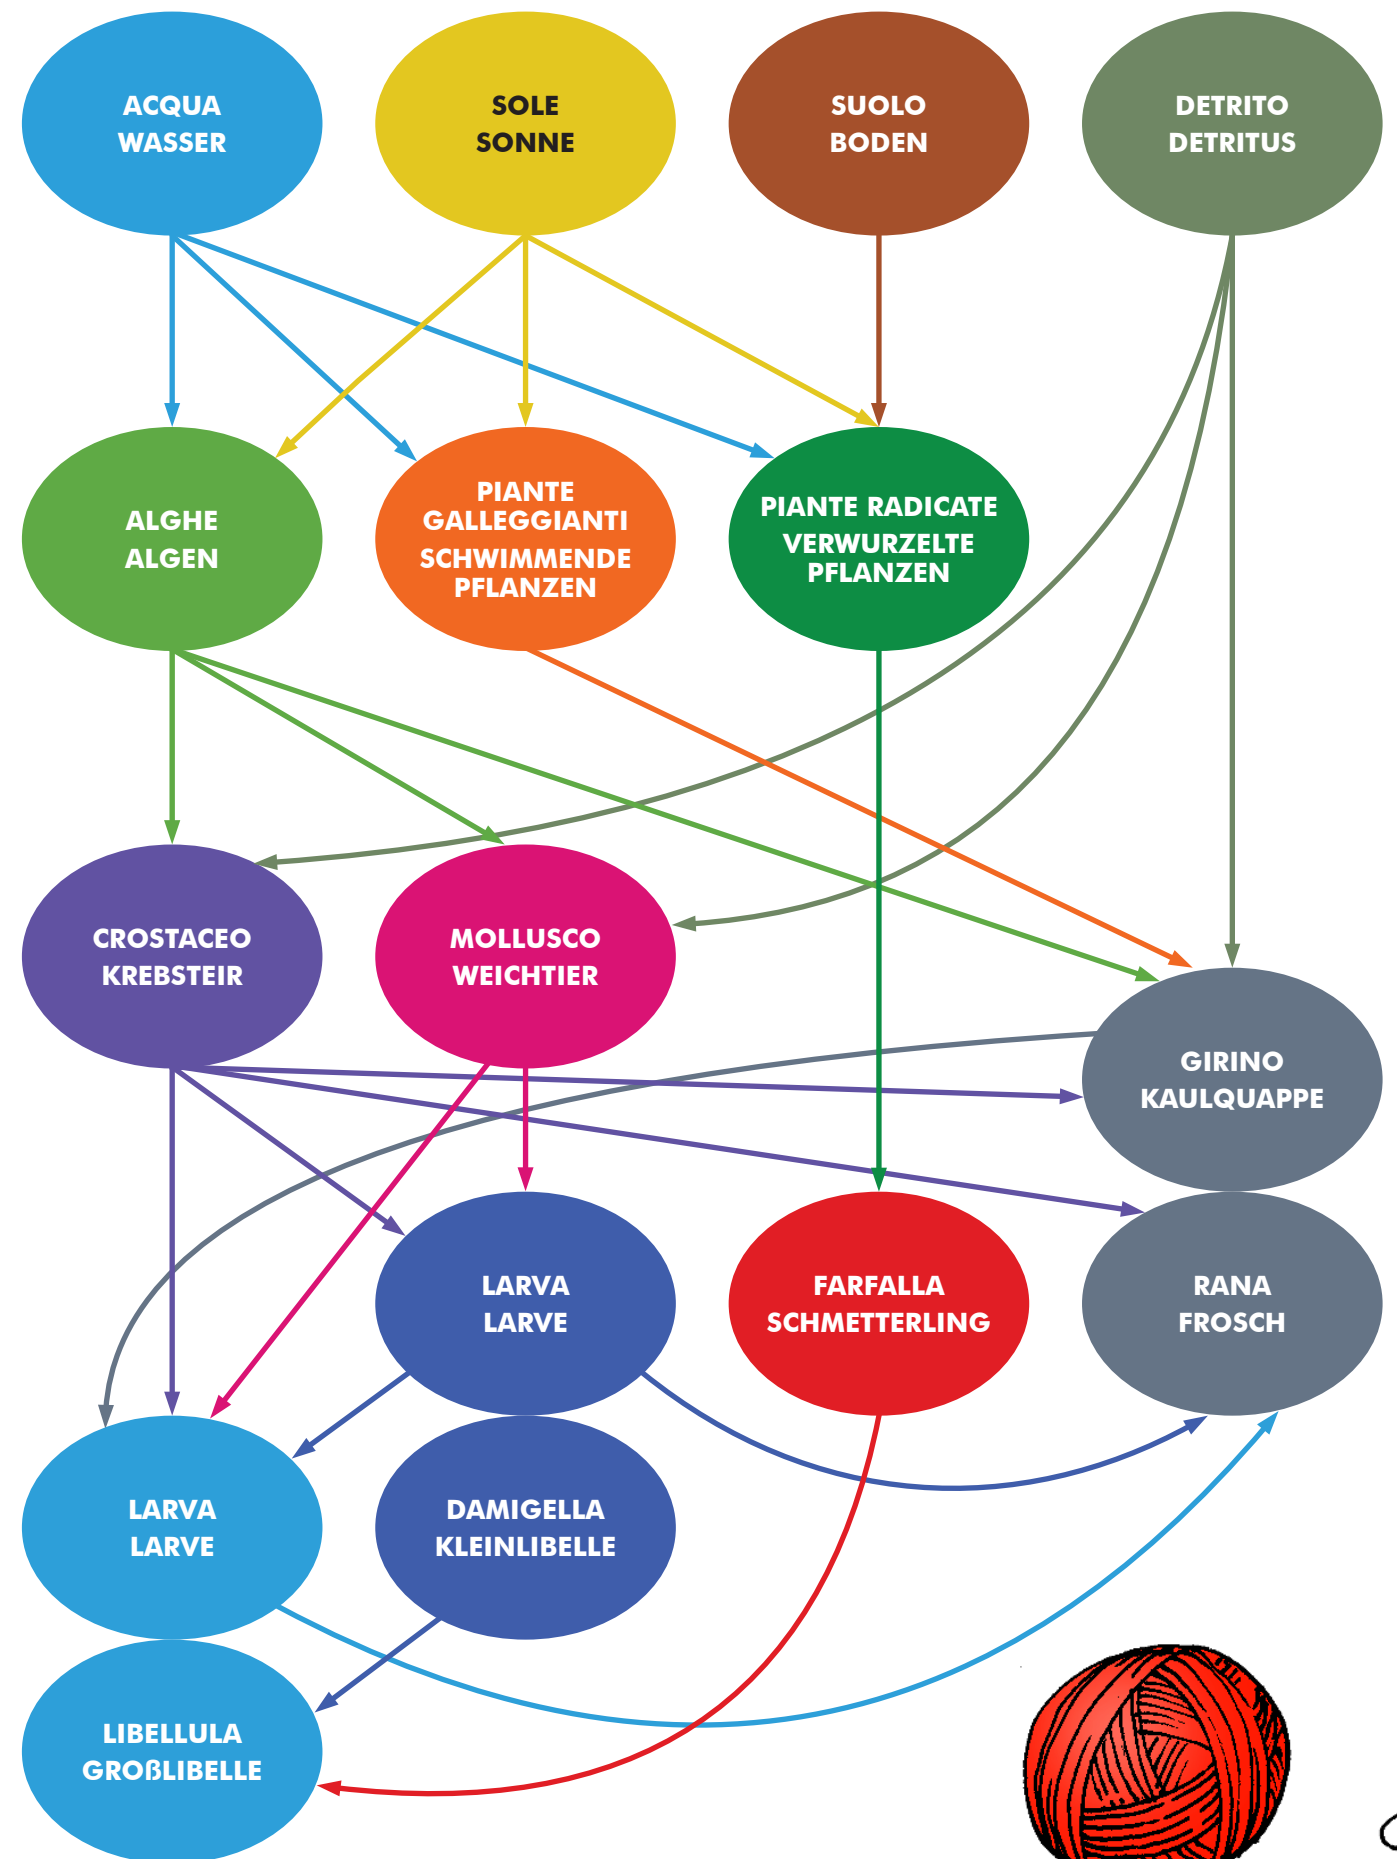 ACQUA
WASSER
SOLE
SONNE
SUOLO
BODEN
DETRITO
DETRITUS
ALGHE
ALGEN
PIANTE
GALLEGGIANTI
SCHWIMMENDE
PFLANZEN
PIANTE RADICATE
VERWURZELTE
PFLANZEN
CROSTACEO
KREBSTEIR
MOLLUSCO
WEICHTIER
GIRINO
KAULQUAPPE
LARVA
LARVE
FARFALLA
SCHMETTERLING
RANA
FROSCH
LARVA
LARVE
DAMIGELLA
KLEINLIBELLE
LIBELLULA
GROßLIBELLE